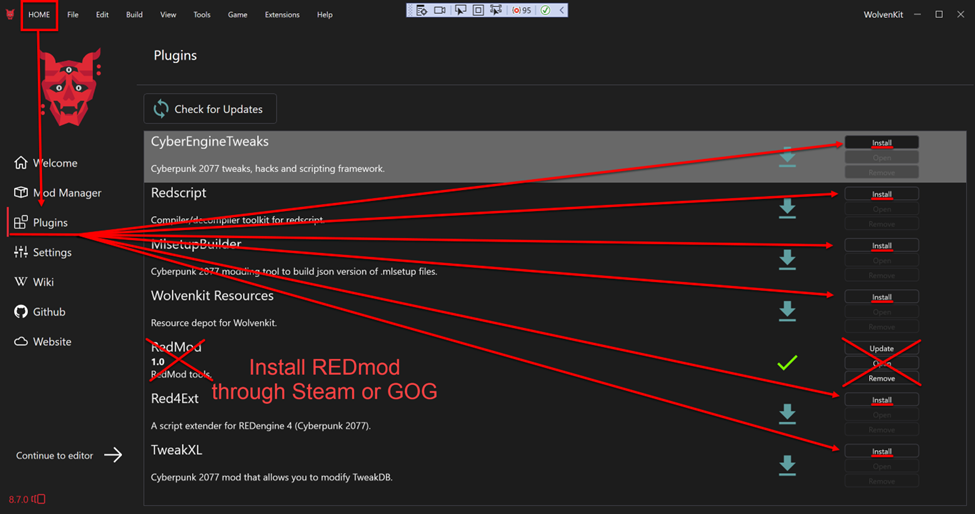 HOME File Edit Build View Tools Game Extensions Help 95 WolvenKit
Plugins
Check for Updates
CyberEngineTweaks
Cyberpunk 2077 tweaks, hacks and scripting framework.
Install
Open
Remove
Welcome
Mod Manager
Plugins
Settings
Wiki
Github
Website
Redscript
Compiler/decompiler toolkit for redscript.
Install
Open
Remove
MlsetupBuilder
Cyberpunk 2077 modding tool to build json version of .mlsetup files.
Install
Open
Remove
Wolvenkit Resources
Resource depot for Wolvenkit.
Install
Open
Remove
RedMod
1.0
RedMod tools.
Update
Open
Remove
Install REDmod
through Steam or GOG
Red4Ext
A script extender for REDengine 4 (Cyberpunk 2077).
Install
Open
Remove
TweakXL
Cyberpunk 2077 mod that allows you to modify TweakDB.
Install
Open
Remove
Continue to editor
8.7.0